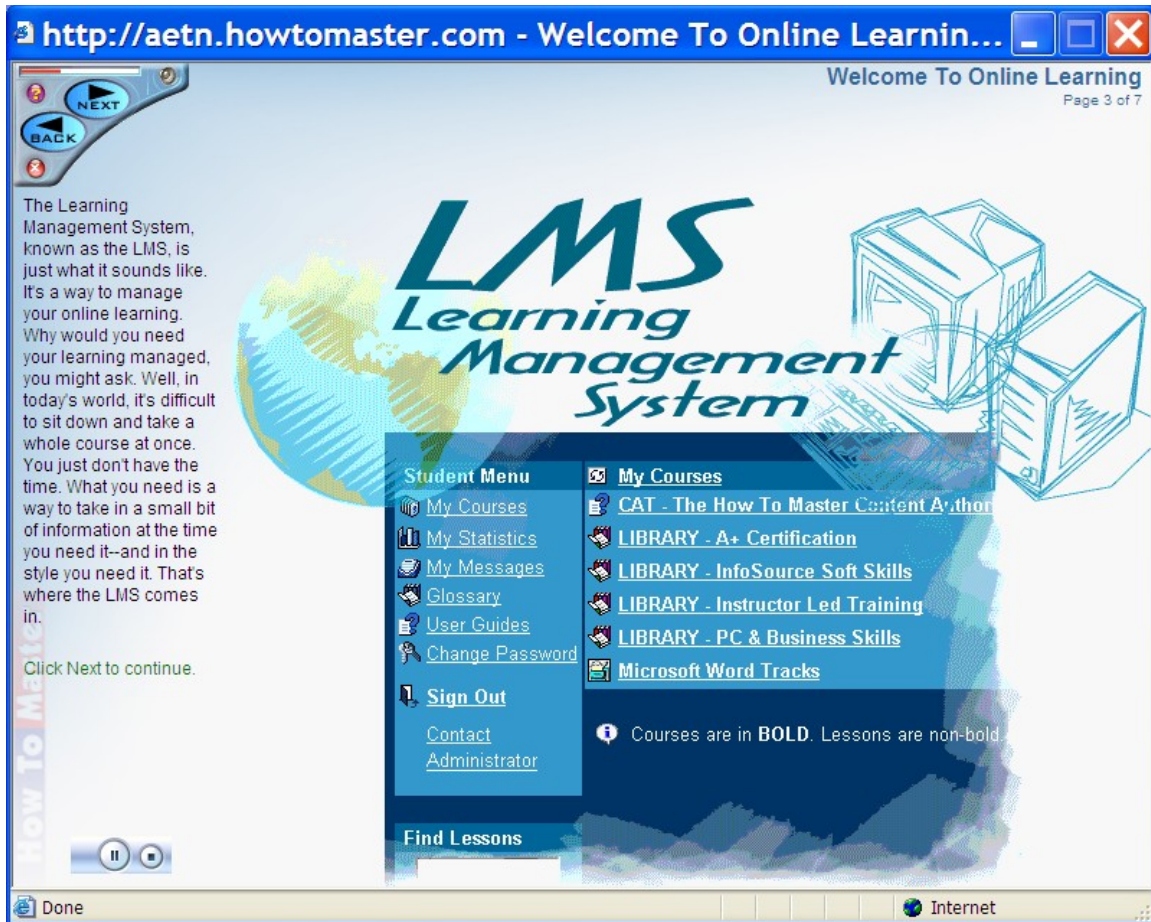 http://aetn.howtomaster.com - Welcome To Online Learnin...
Welcome To Online Learning
Page 3 of 7
NEXT
BACK
The Learning
Management System,
known as the LMS, is
just what it sounds like.
It's a way to manage
your online learning.
Why would you need
your learning managed,
you might ask. Well, in
today's world, it's difficult
to sit down and take a
whole course at once.
You just don't have the
time. What you need is a
way to take in a small bit
of information at the time
you need it--and in the
style you need it. That's
where the LMS comes
in.
Click Next to continue.
How To Maste
LMS
Learning
Management
System
Student Menu
My Courses
My Statistics
My Messages
Glossary
User Guides
Change Password
Sign Out
Contact
Administrator
Find Lessons
My Courses
CAT - The How To Master Content Author
LIBRARY - A+ Certification
LIBRARY - InfoSource Soft Skills
LIBRARY - Instructor Led Training
LIBRARY - PC & Business Skills
Microsoft Word Tracks
Courses are in BOLD. Lessons are non-bold.
Done
Internet